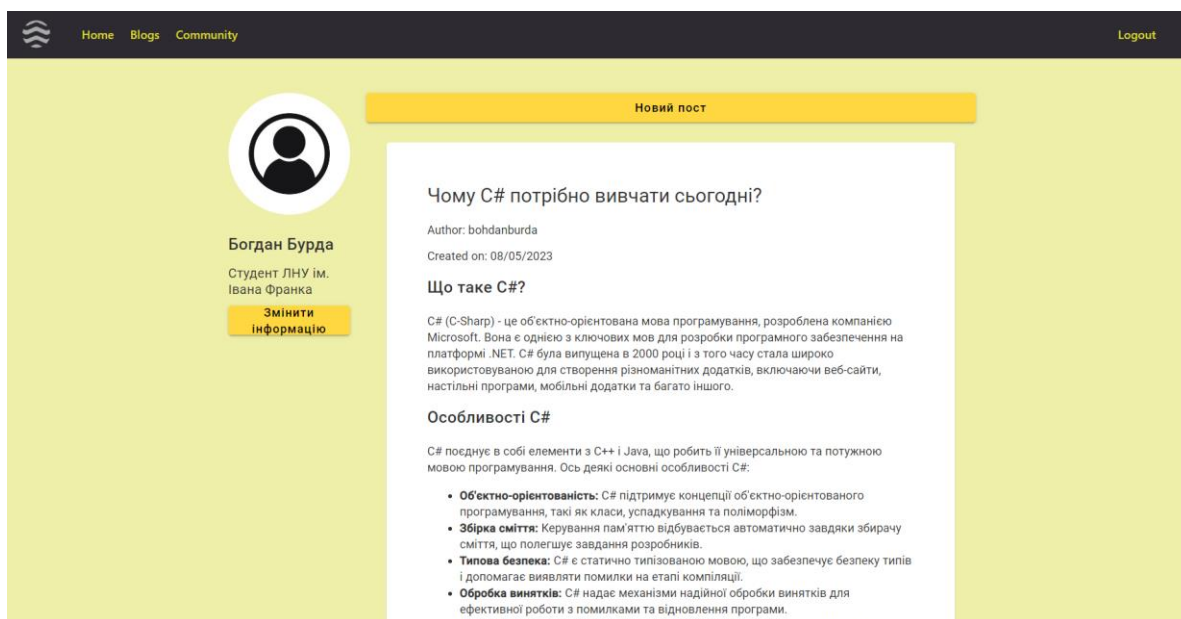 Home Blogs Community Logout
Новий пост
Богдан Бурда
Студент ЛНУ ім.
Івана Франка
Змінити
інформацію
Чому C# потрібно вивчати сьогодні?
Author: bohdanburda
Created on: 08/05/2023
Що таке C#?
C# (C-Sharp) - це об'єктно-орієнтована мова програмування, розроблена компанією
Microsoft. Вона є однією з ключових мов для розробки програмного забезпечення на
платформі .NET. C# була випущена в 2000 році і з того часу стала широко
використовуваною для створення різноманітних додатків, включаючи веб-сайти,
настільні програми, мобільні додатки та багато іншого.
Особливості C#
C# поєднує в собі елементи з C++ і Java, що робить її універсальною та потужною
мовою програмування. Ось деякі основні особливості C#:
• Об'єктно-орієнтованість: C# підтримує концепції об'єктно-орієнтованого
програмування, такі як класи, успадкування та поліморфізм.
• Збірка сміття: Керування пам'яттю відбувається автоматично завдяки збирачу
сміття, що полегшує завдання розробників.
• Типова безпека: C# є статично типізованою мовою, що забезпечує безпеку типів
і допомагає виявляти помилки на етапі компіляції.
• Обробка винятків: C# надає механізми надійної обробки винятків для
ефективної роботи з помилками та відновлення програми.